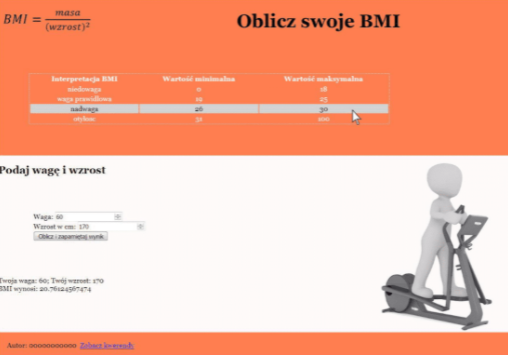 BMI = masa / (wzrost)²
Oblicz swoje BMI
Interpretacja BMI Wartość minimalna Wartość maksymalna
niedowaga 0 18
waga prawidłowa 19 25
nadwaga 26 30
otyłość 31 100
Podaj wagę i wzrost
Waga: 60
Wzrost w cm: 170
Oblicz i zapamiętaj wynik
Twoja waga: 60; Twój wzrost: 170
BMI wynosi: 20.76124567474
Autor: 00000000000 Zobacz kwerendy